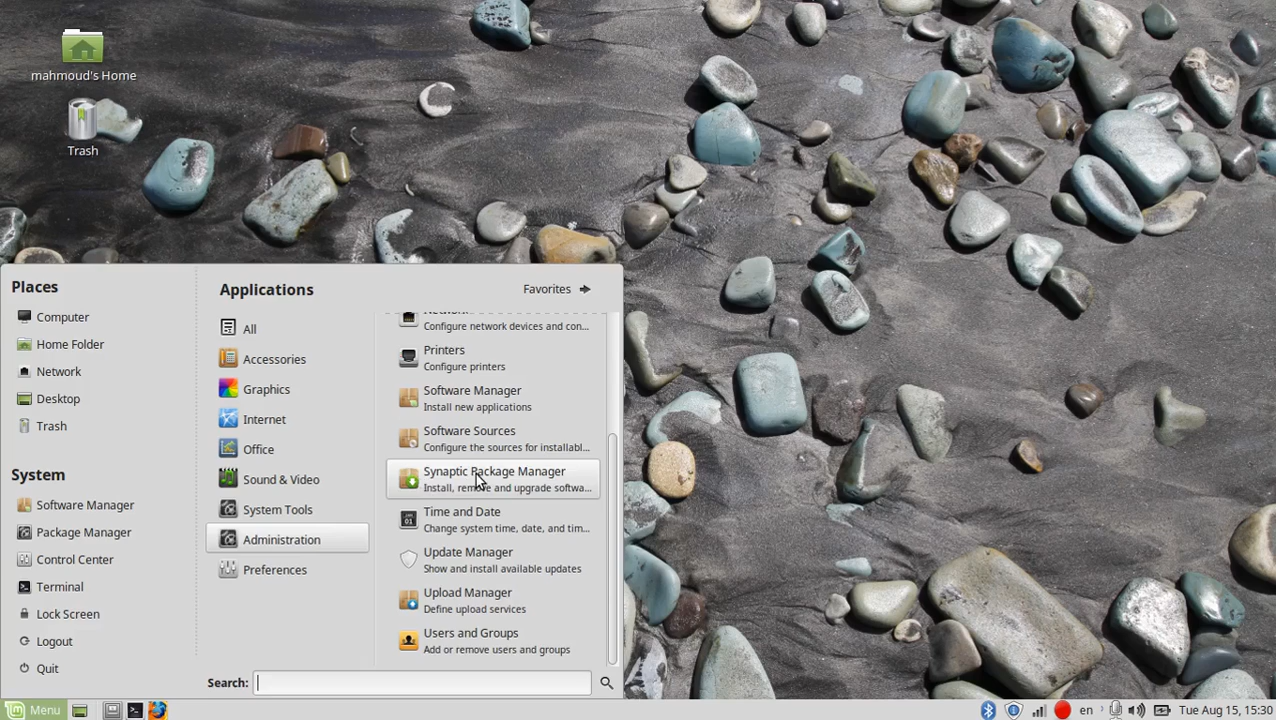 mahmoud's Home
Trash
Places
Computer
Home Folder
Network
Desktop
Trash
System
Software Manager
Package Manager
Control Center
Terminal
Lock Screen
Logout
Quit
Applications
Favorites
All
Accessories
Graphics
Internet
Office
Sound & Video
System Tools
Administration
Preferences
Network
Configure network devices and con...
Printers
Configure printers
Software Manager
Install new applications
Software Sources
Configure the sources for installabl...
Synaptic Package Manager
Install, remove and upgrade softwa...
Time and Date
Change system time, date, and tim...
Update Manager
Show and install available updates
Upload Manager
Define upload services
Users and Groups
Add or remove users and groups
Search:
Menu
en
Tue Aug 15, 15:30